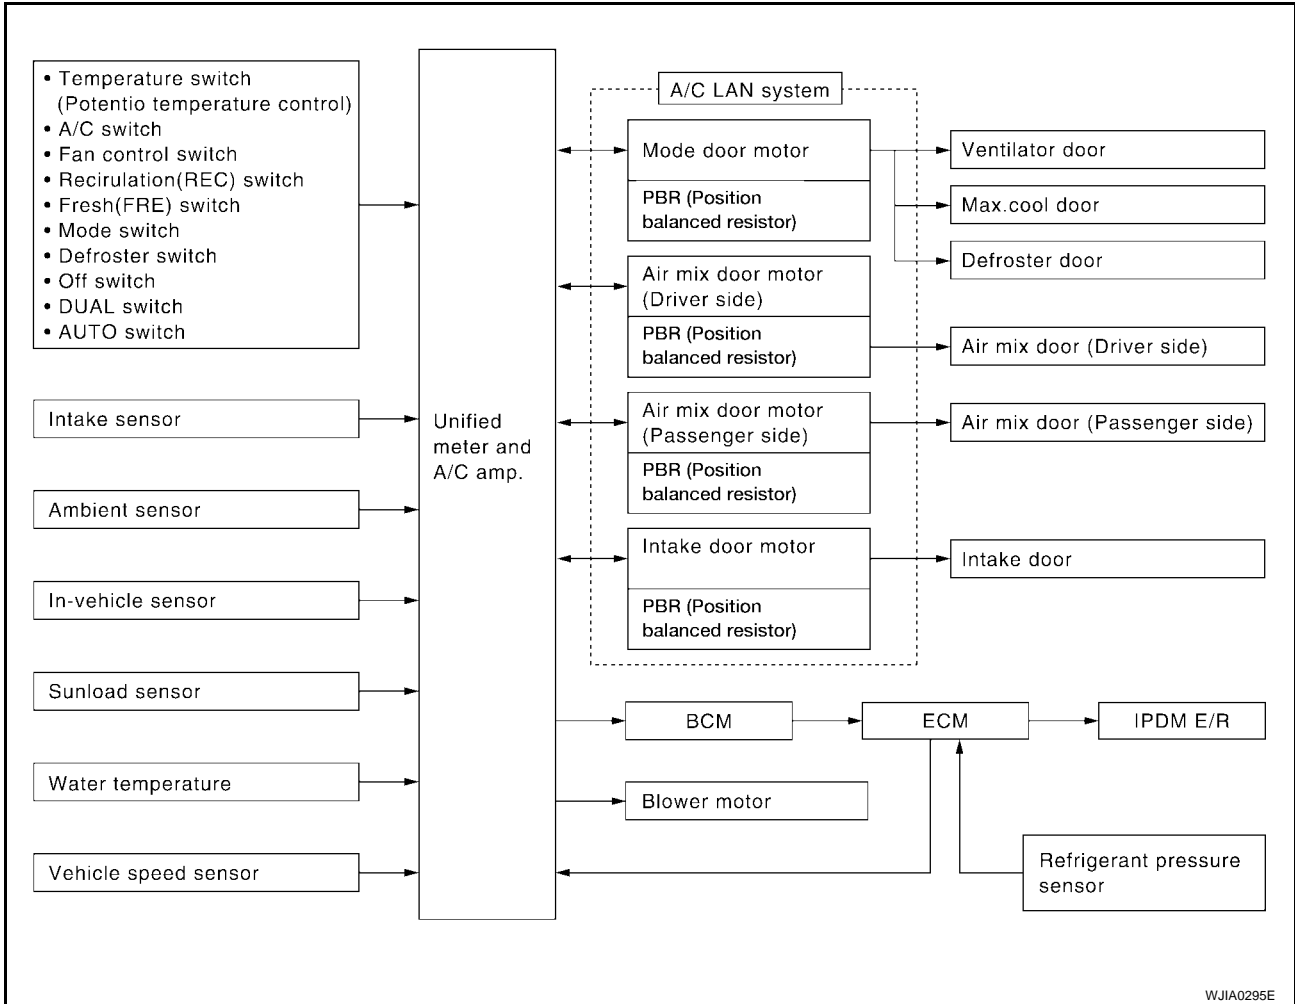 • Temperature switch
(Potentio temperature control)
• A/C switch
• Fan control switch
• Recirulation(REC) switch
• Fresh(FRE) switch
• Mode switch
• Defroster switch
• Off switch
• DUAL switch
• AUTO switch
Intake sensor
Ambient sensor
In-vehicle sensor
Sunload sensor
Water temperature
Vehicle speed sensor
Unified
meter and
A/C amp.
A/C LAN system
Mode door motor
PBR (Position
balanced resistor)
Air mix door motor
(Driver side)
PBR (Position
balanced resistor)
Air mix door motor
(Passenger side)
PBR (Position
balanced resistor)
Intake door motor
PBR (Position
balanced resistor)
Ventilator door
Max.cool door
Defroster door
Air mix door (Driver side)
Air mix door (Passenger side)
Intake door
BCM
ECM
IPDM E/R
Blower motor
Refrigerant pressure
sensor
WJIA0295E